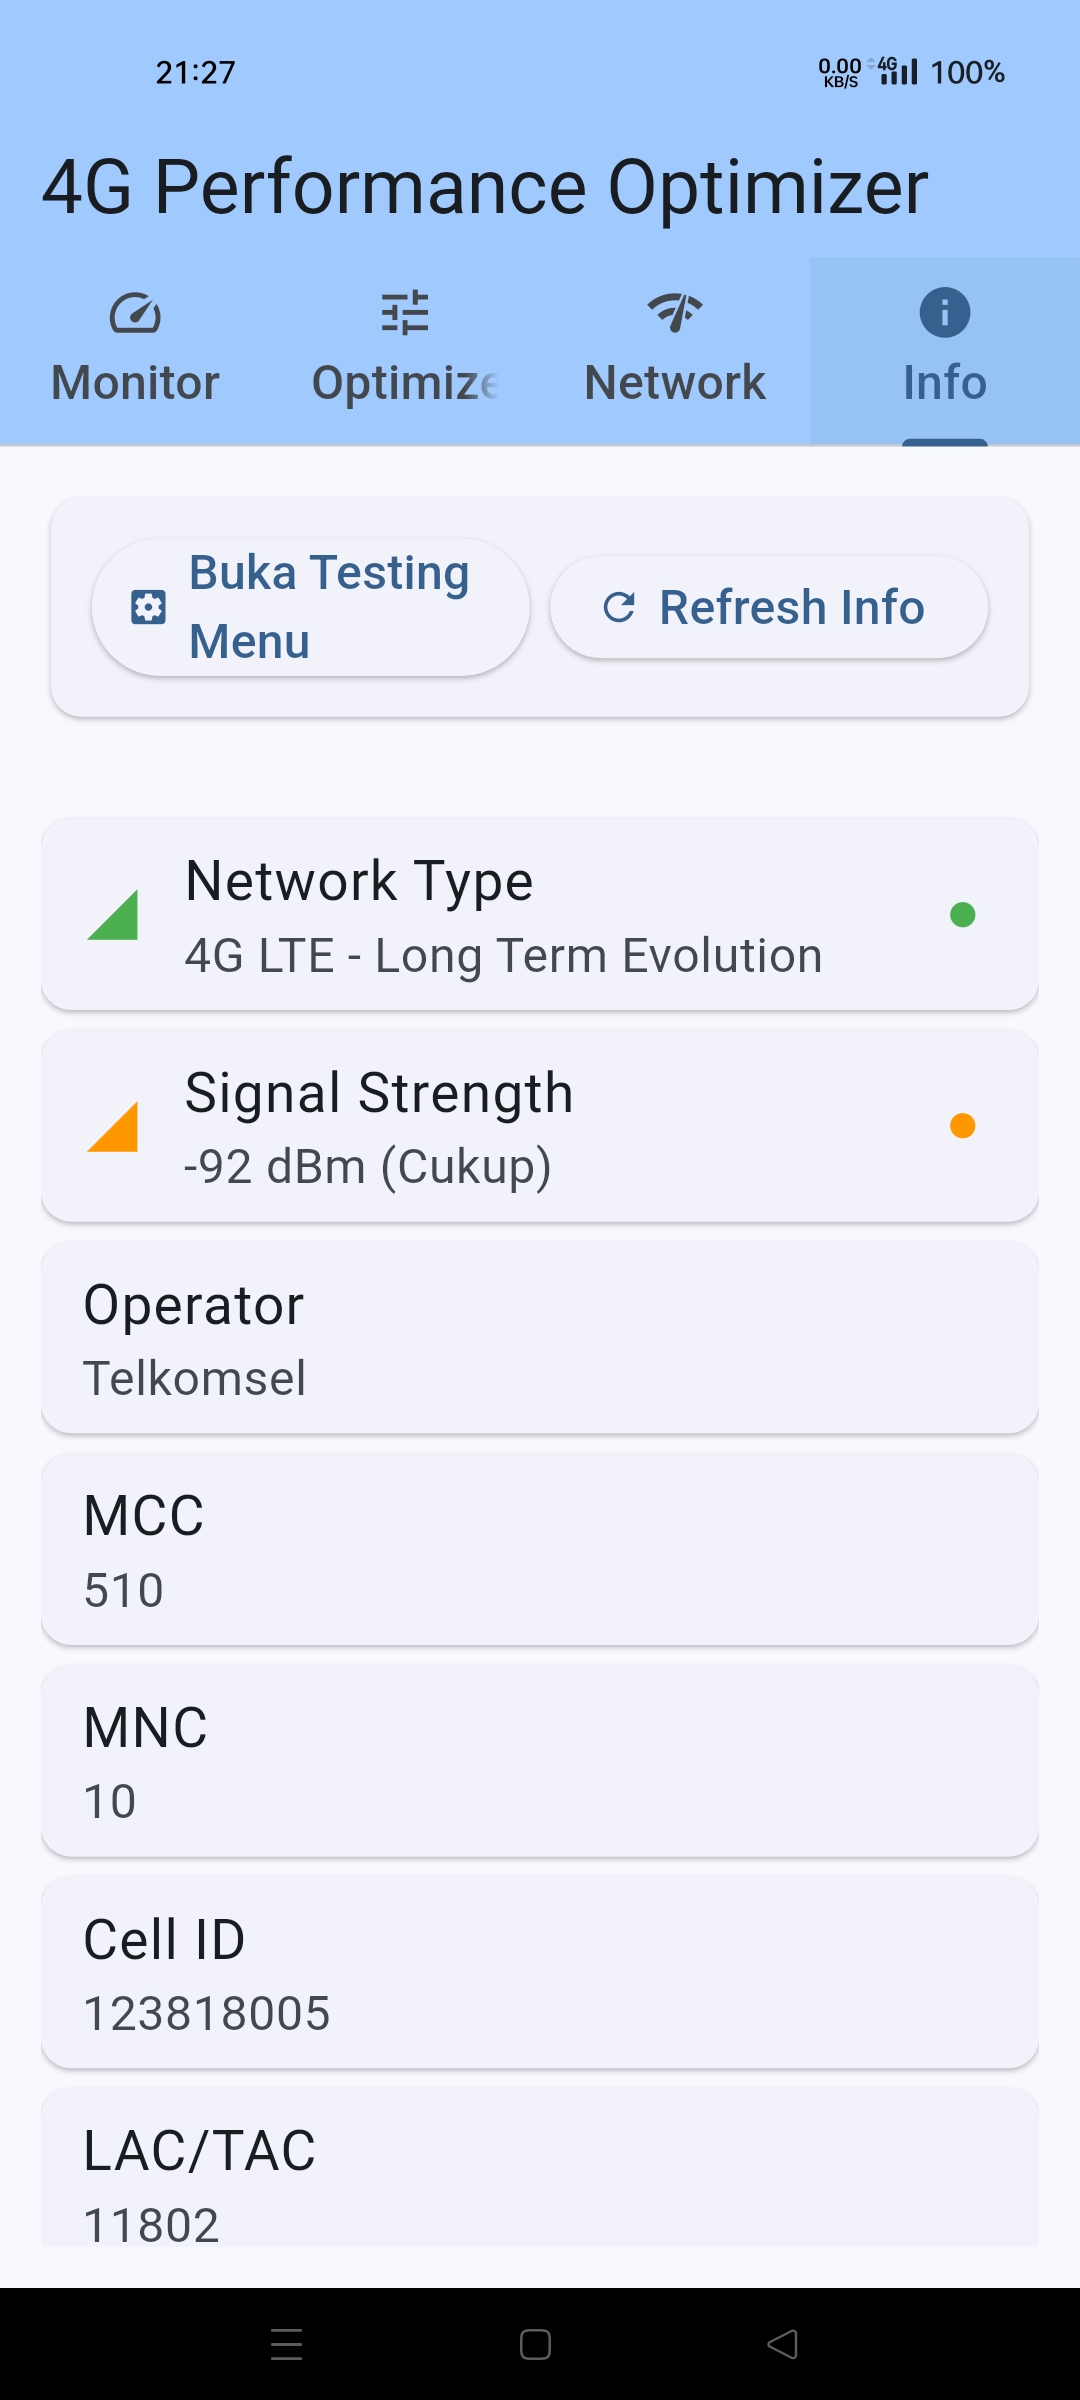 21:27
0.00 KB/S 4G 100%
4G Performance Optimizer
Monitor Optimize Network Info
Buka Testing Menu
Refresh Info
Network Type
4G LTE - Long Term Evolution
Signal Strength
-92 dBm (Cukup)
Operator
Telkomsel
MCC
510
MNC
10
Cell ID
123818005
LAC/TAC
11802